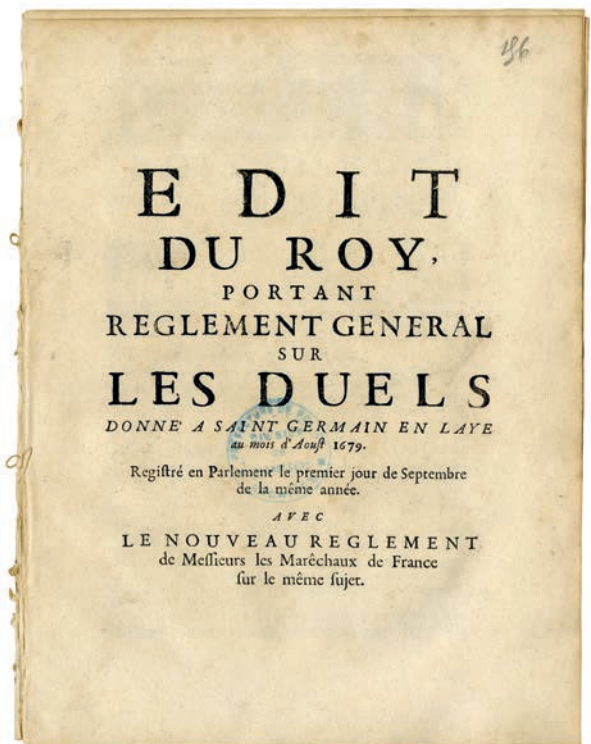 156
EDIT
DU ROY,
PORTANT
REGLEMENT GENERAL
SUR
LES DUELS
DONNE' A SAINT GERMAIN EN LAYE
au mois d'Aouſt 1679.
Regiſtré en Parlement le premier jour de Septembre
de la même année.
AVEC
LE NOUVEAU REGLEMENT
de Meſſieurs les Marêchaux de France
ſur le même ſujet.